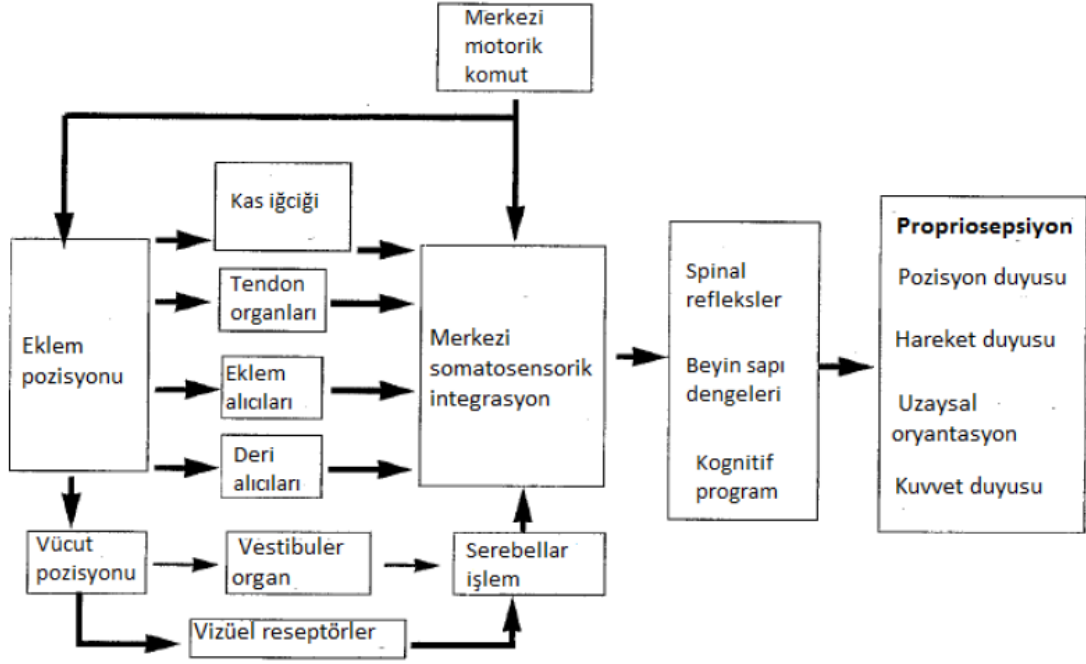 Merkezi
motorik
komut
Kas iğciği
Tendon
organları
Eklem
alıcıları
Deri
alıcıları
Eklem
pozisyonu
Merkezi
somatosensorik
integrasyon
Spinal
refleksler
Beyin sapı
dengeleri
Kognitif
program
Propriosepsiyon
Pozisyon duyusu
Hareket duyusu
Uzaysal
oryantasyon
Kuvvet duyusu
Vücut
pozisyonu
Vestibuler
organ
Serebellar
işlem
Vizüel reseptörler